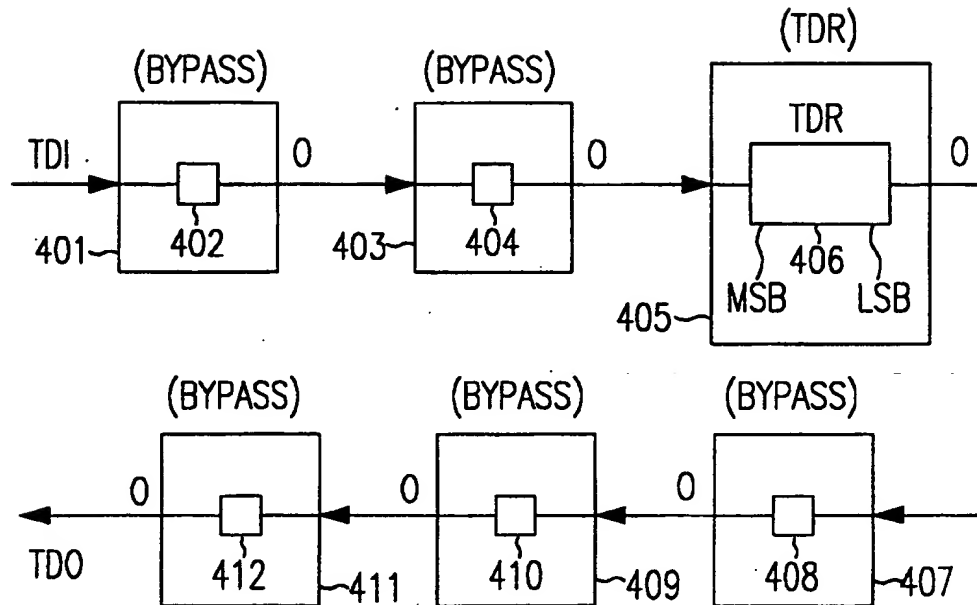 (TDR)
(BYPASS) (BYPASS)
TDR
TDI 0 0 0
402 404 406
401 403 MSB LSB
405
(BYPASS) (BYPASS) (BYPASS)
0 0 0
TDO 412 410 408
411 409 407